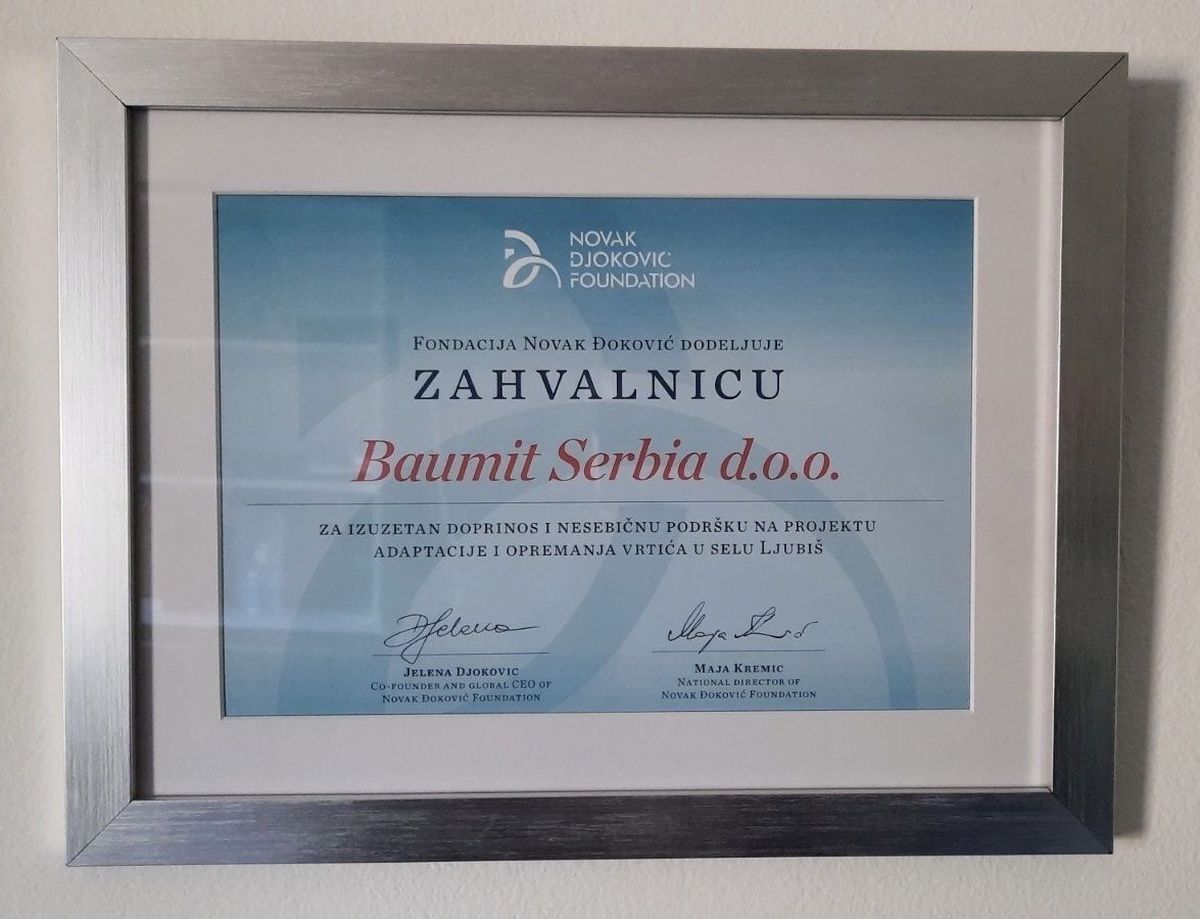 NOVAK
DJOKOVIC
FOUNDATION
FONDACIJA NOVAK ĐOKOVIĆ DODELJUJE
ZAHVALNICU
Baumit Serbia d.o.o.
ZA IZUZETAN DOPRINOS I NESEBIČNU PODRŠKU NA PROJEKTU
ADAPTACIJE I OPREMANJA VRTIĆA U SELU LJUBIŠ
Jelena
Maja
JELENA DJOKOVIC
CO-FOUNDER AND GLOBAL CEO OF
NOVAK ĐOKOVIĆ FOUNDATION
MAJA KREMIC
NATIONAL DIRECTOR OF
NOVAK ĐOKOVIĆ FOUNDATION